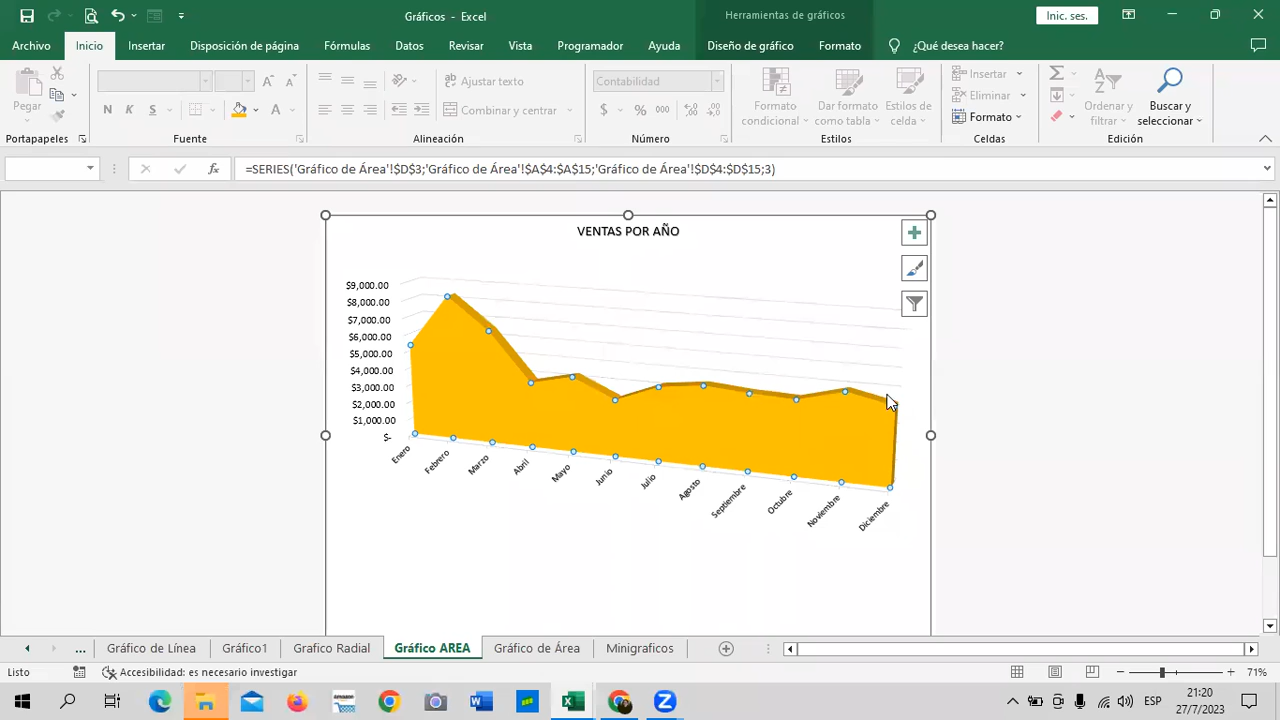 Gráficos - Excel
Herramientas de gráficos
Inic. ses.
Archivo Inicio Insertar Disposición de página Fórmulas Datos Revisar Vista Programador Ayuda Diseño de gráfico Formato ¿Qué desea hacer?
Pegar
N K S
Ajustar texto
Combinar y centrar
Contabilidad
$ % 000
Formato condicional
Dar formato como tabla
Estilos de celda
Insertar
Eliminar
Formato
Ordenar y filtrar
Buscar y seleccionar
Portapapeles Fuente Alineación Número Estilos Celdas Edición
fx =SERIES('Gráfico de Área'!$D$3;'Gráfico de Área'!$A$4:$A$15;'Gráfico de Área'!$D$4:$D$15;3)
VENTAS POR AÑO
$9,000.00
$8,000.00
$7,000.00
$6,000.00
$5,000.00
$4,000.00
$3,000.00
$2,000.00
$1,000.00
$-
Enero Febrero Marzo Abril Mayo Junio Julio Agosto Septiembre Octubre Noviembre Diciembre
... Gráfico de Línea Gráfico1 Grafico Radial Gráfico AREA Gráfico de Área Minigraficos
Listo Accesibilidad: es necesario investigar 71%
ESP 21:20
27/7/2023